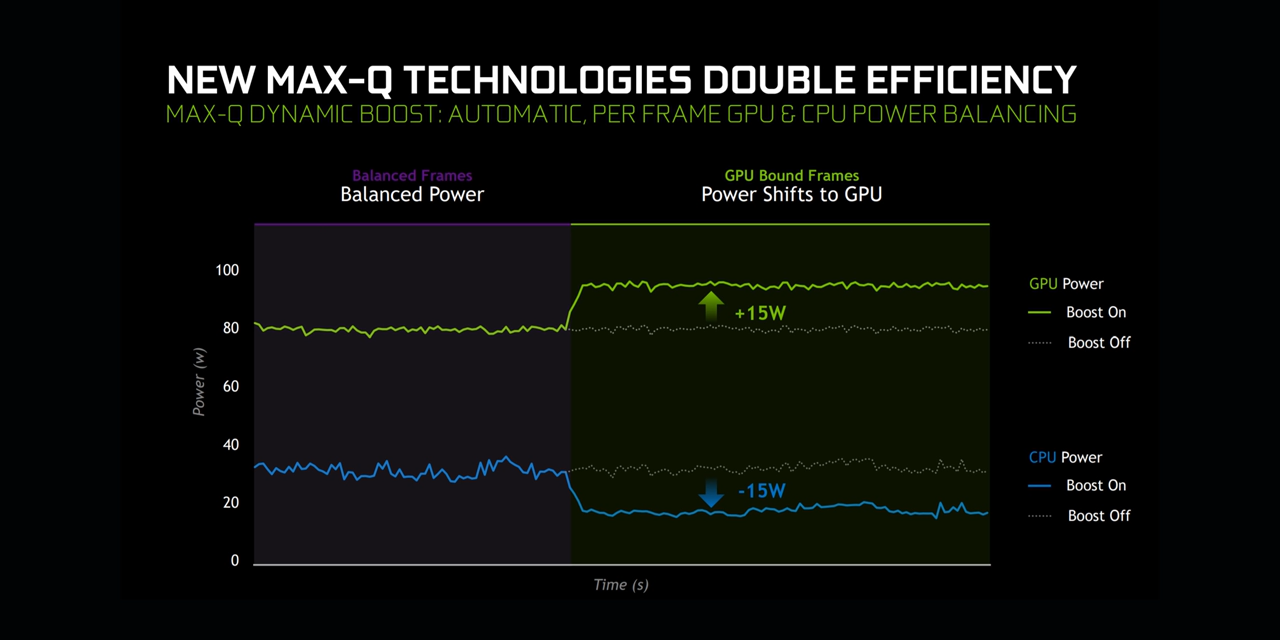 NEW MAX-Q TECHNOLOGIES DOUBLE EFFICIENCY
MAX-Q DYNAMIC BOOST: AUTOMATIC, PER FRAME GPU & CPU POWER BALANCING
Balanced Frames
Balanced Power
GPU Bound Frames
Power Shifts to GPU
100
80
60
40
20
0
Power (w)
Time (s)
+15W
-15W
GPU Power
Boost On
Boost Off
CPU Power
Boost On
Boost Off